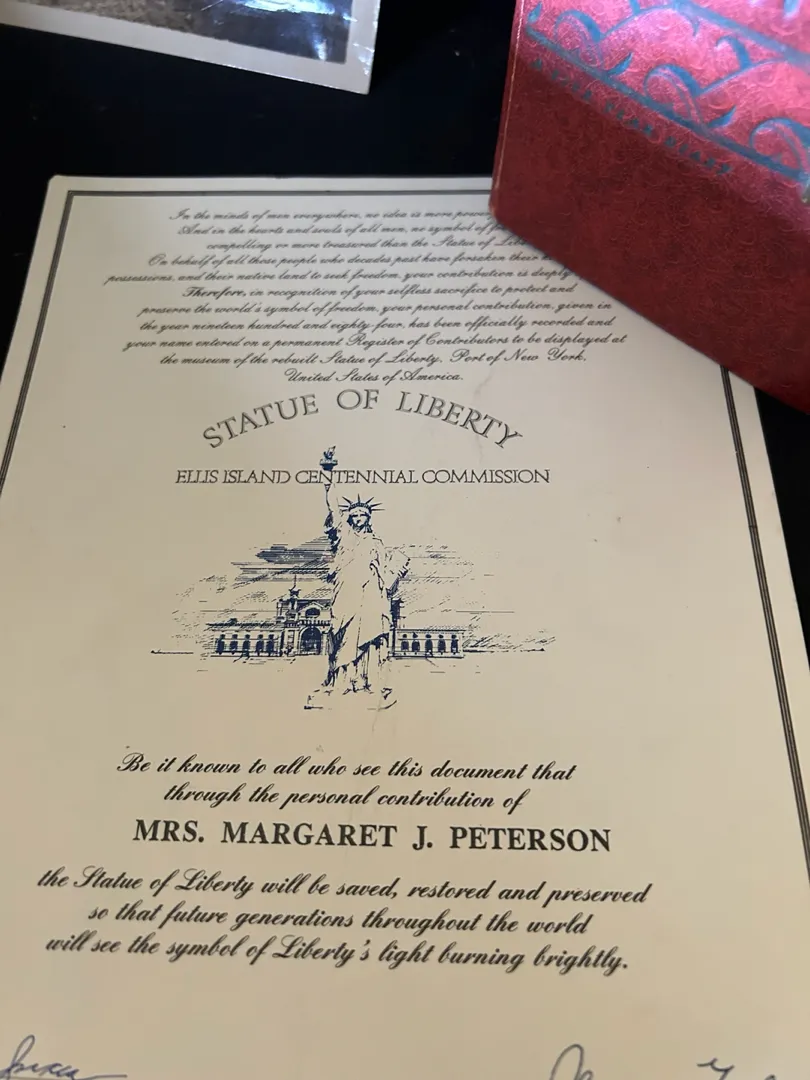 In the minds of men everywhere, no idea is more
And in the hearts and souls of all men, no symbol of
compelling or more treasured than the Statue of
On behalf of all those people who decades past have forsaken their
possessions, and their native land to seek freedom, your contribution is deeply
Therefore, in recognition of your selfless sacrifice to protect and
preserve the world's symbol of freedom, your personal contribution, given in
the year nineteen hundred and eighty-four, has been officially recorded and
your name entered on a permanent Register of Contributors to be displayed at
the museum of the rebuilt Statue of Liberty, Port of New York,
United States of America.
STATUE OF LIBERTY
ELLIS ISLAND CENTENNIAL COMMISSION
Be it known to all who see this document that
through the personal contribution of
MRS. MARGARET J. PETERSON
the Statue of Liberty will be saved, restored and preserved
so that future generations throughout the world
will see the symbol of Liberty's light burning brightly.